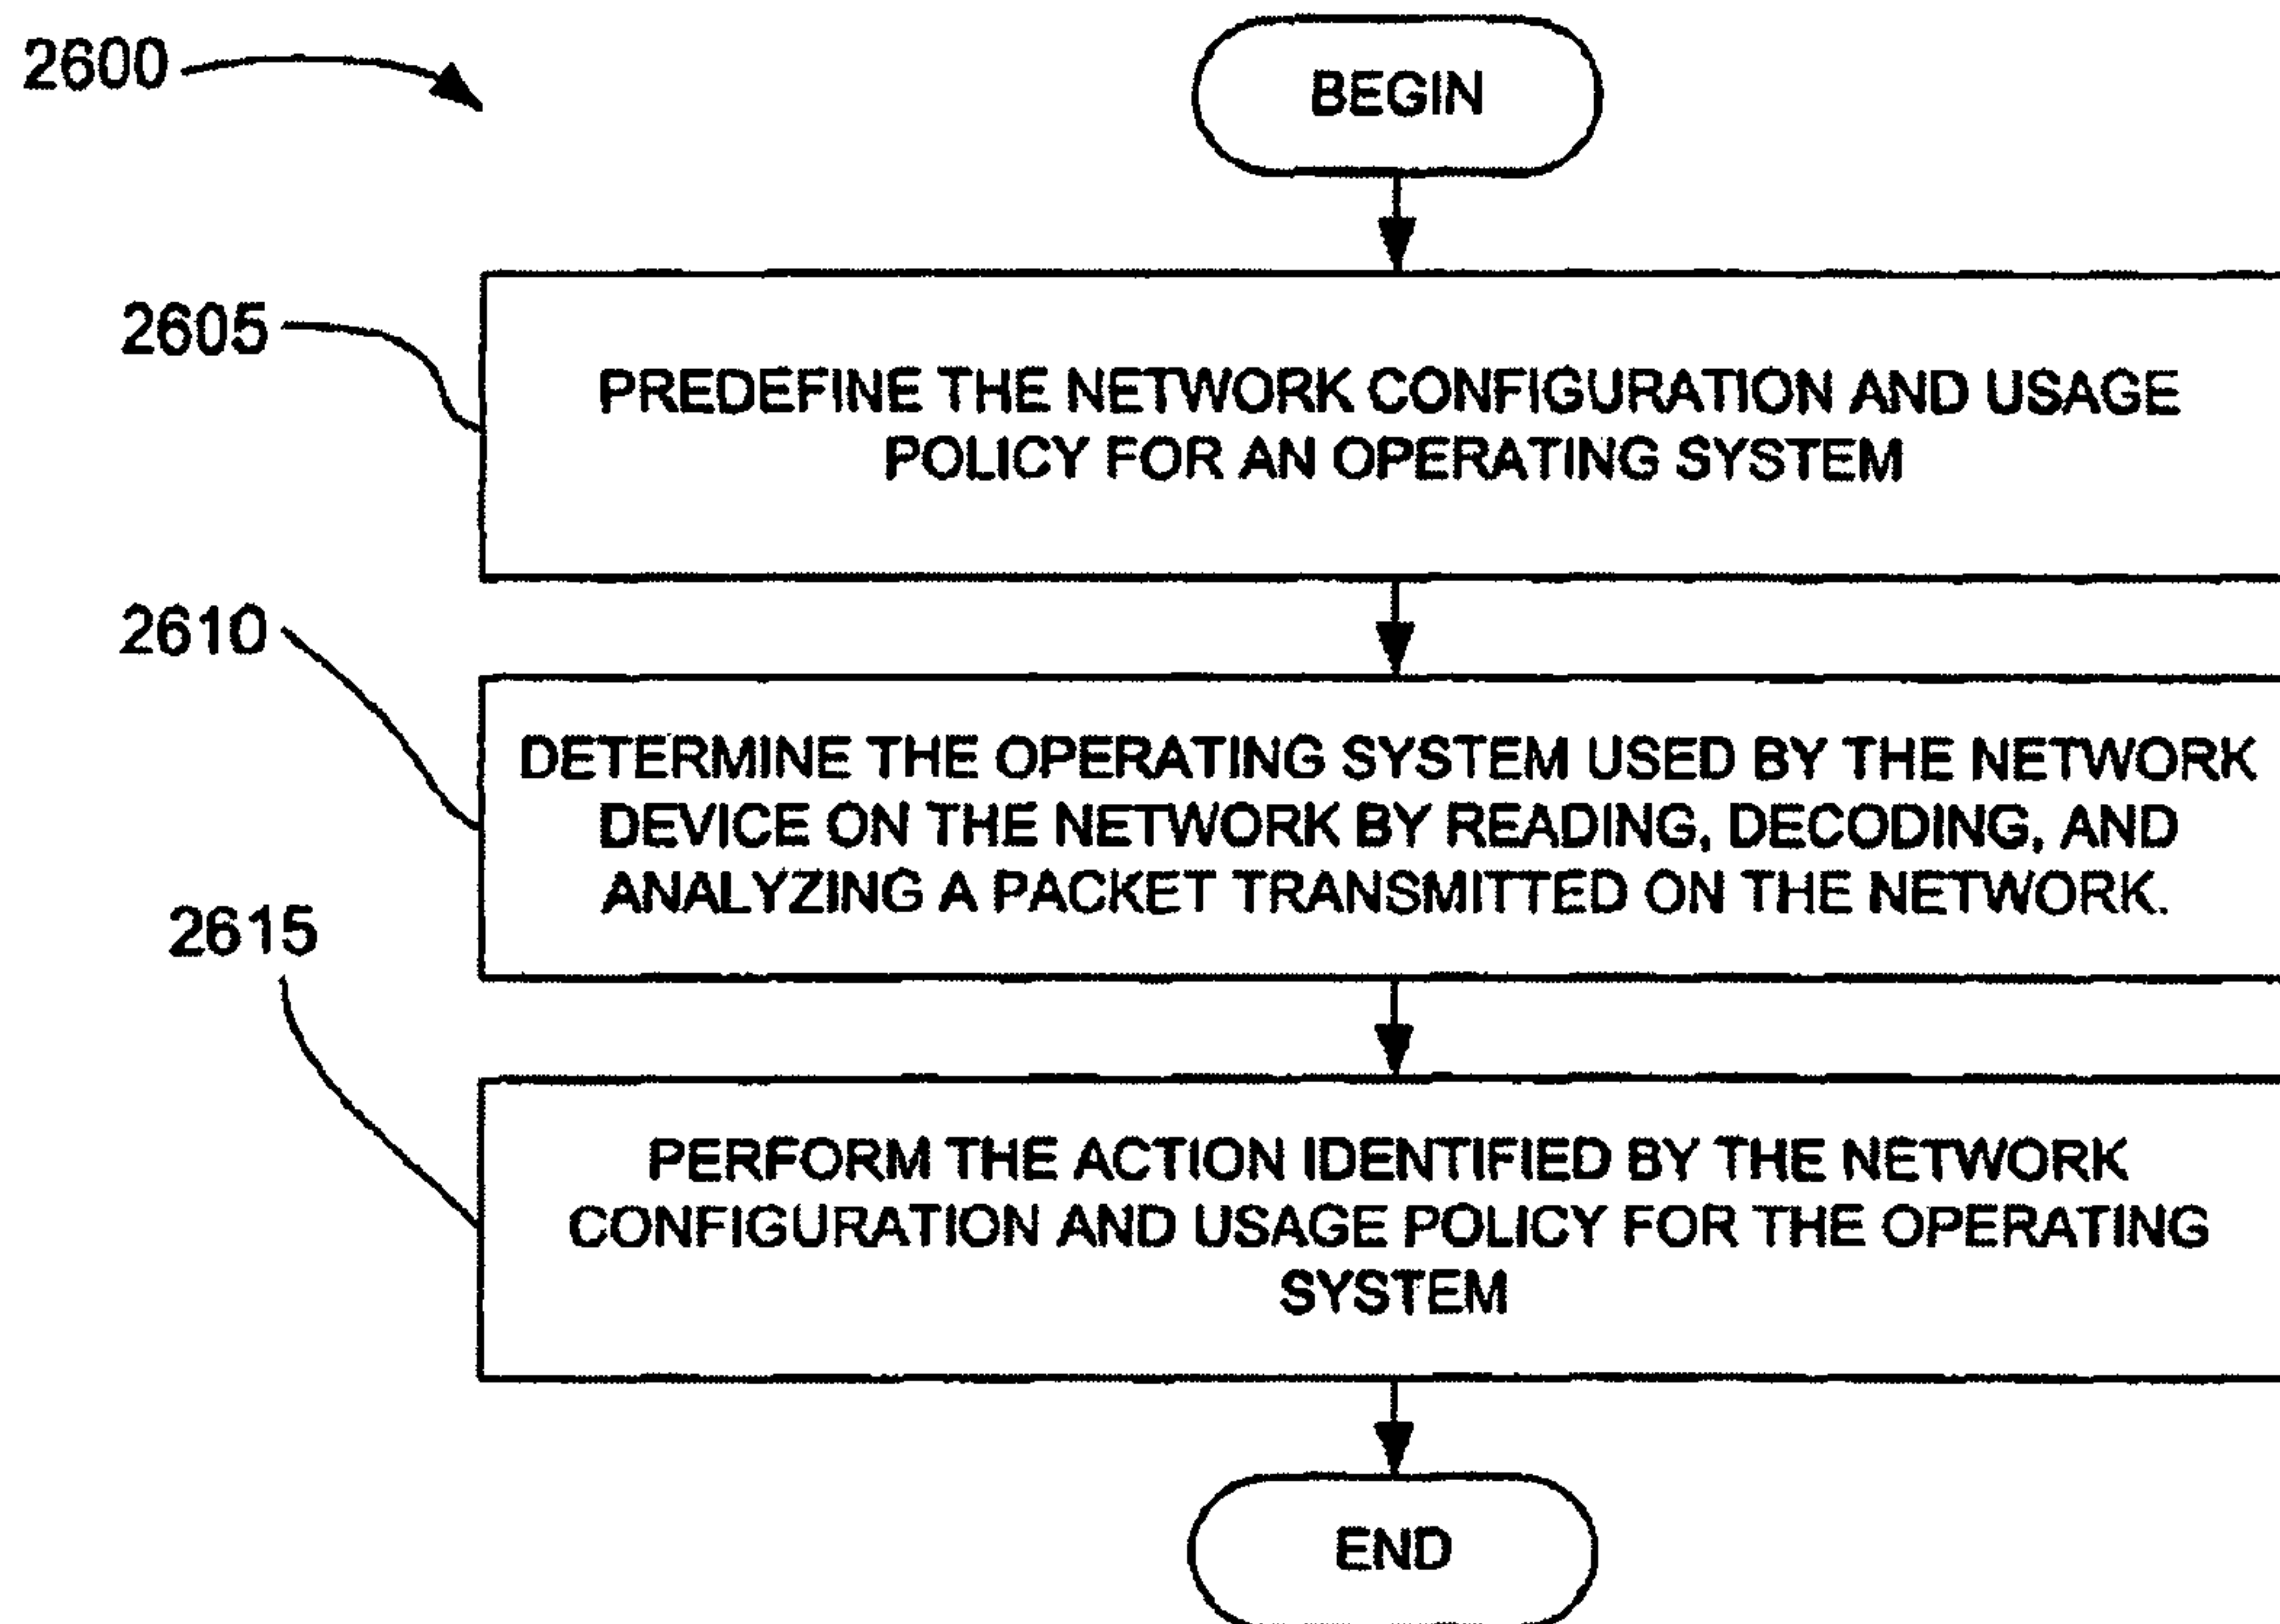 2600
BEGIN
2605
PREDEFINE THE NETWORK CONFIGURATION AND USAGE
POLICY FOR AN OPERATING SYSTEM
2610
DETERMINE THE OPERATING SYSTEM USED BY THE NETWORK
DEVICE ON THE NETWORK BY READING, DECODING, AND
ANALYZING A PACKET TRANSMITTED ON THE NETWORK.
2615
PERFORM THE ACTION IDENTIFIED BY THE NETWORK
CONFIGURATION AND USAGE POLICY FOR THE OPERATING
SYSTEM
END